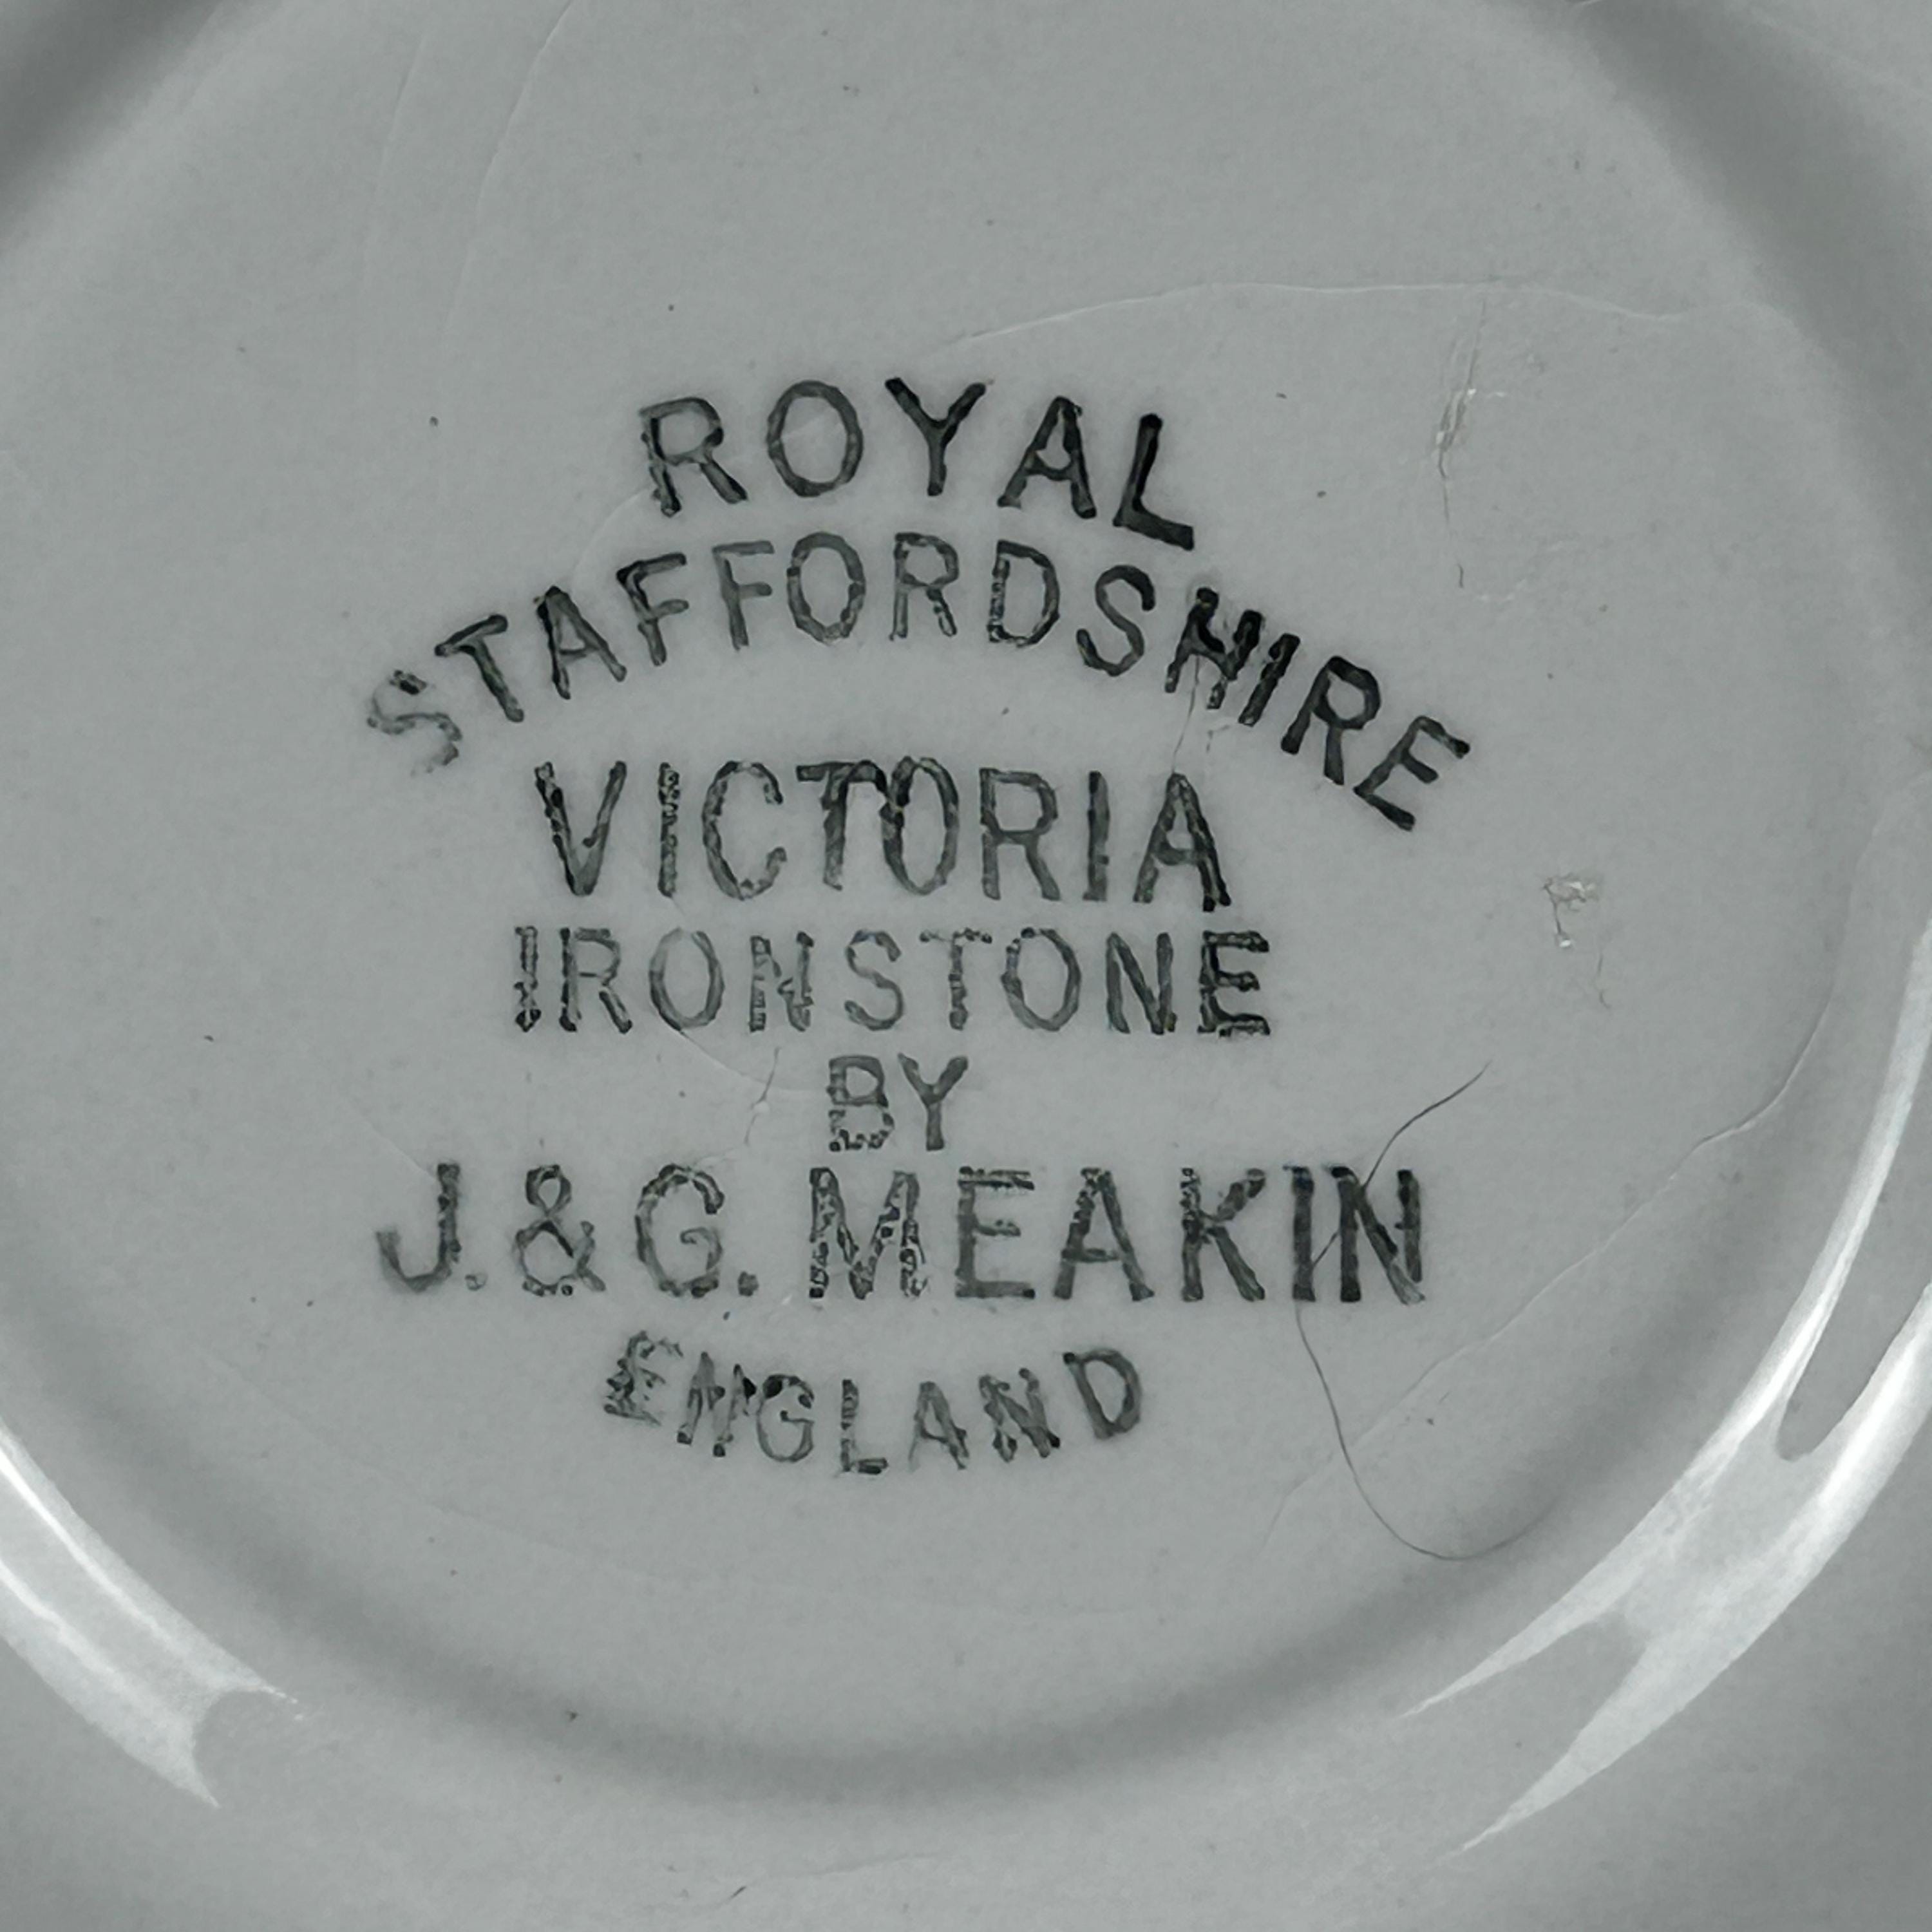 ROYAL
STAFFORDSHIRE
VICTORIA
IRONSTONE
BY
J.&G. MEAKIN
ENGLAND